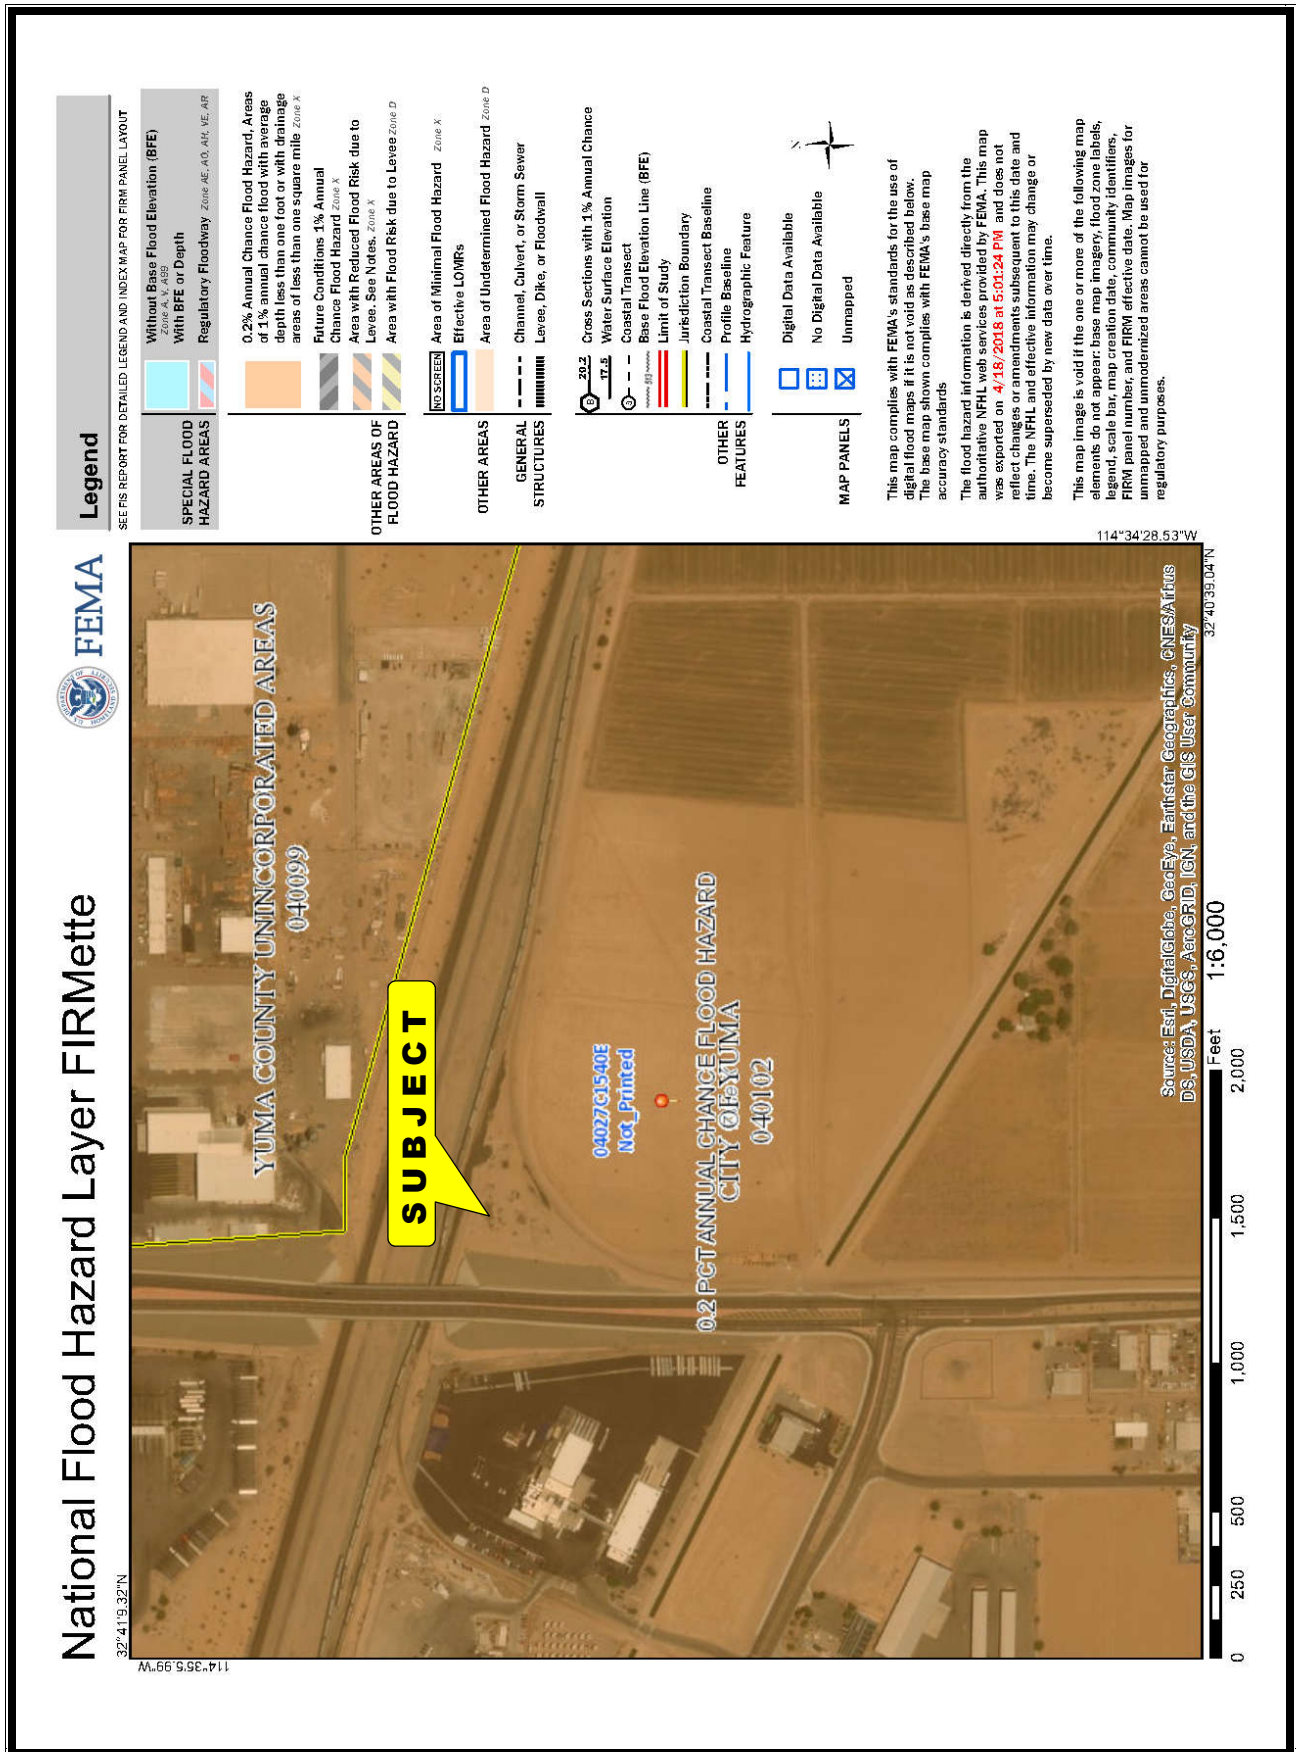 National Flood Hazard Layer FIRMette
FEMA
U.S. DEPARTMENT OF HOMELAND SECURITY
32°41'9.32"N
114°35'5.99"W
YUMA COUNTY UNINCORPORATED AREAS
040099
SUBJECT
04027C1540E
Not_Printed
0.2 PCT ANNUAL CHANCE FLOOD HAZARD
CITY OF YUMA
040102
Source: Esri, DigitalGlobe, GeoEye, Earthstar Geographics, CNES/Airbus
DS, USDA, USGS, AeroGRID, IGN, and the GIS User Community
114°34'28.53"W
32°40'39.04"N
0
250
500
1,000
1,500
2,000
Feet
1:6,000
Legend
SEE FIS REPORT FOR DETAILED LEGEND AND INDEX MAP FOR FIRM PANEL LAYOUT
SPECIAL FLOOD
HAZARD AREAS
Without Base Flood Elevation (BFE)
Zone A, V, A99
With BFE or Depth
Regulatory Floodway Zone AE, AO, AH, VE, AR
0.2% Annual Chance Flood Hazard, Areas
of 1% annual chance flood with average
depth less than one foot or with drainage
areas of less than one square mile Zone X
Future Conditions 1% Annual
Chance Flood Hazard Zone X
Area with Reduced Flood Risk due to
Levee. See Notes. Zone X
Area with Flood Risk due to Levee Zone D
OTHER AREAS OF
FLOOD HAZARD
NO SCREEN
Area of Minimal Flood Hazard Zone X
Effective LOMRs
OTHER AREAS
Area of Undetermined Flood Hazard Zone D
GENERAL
STRUCTURES
Channel, Culvert, or Storm Sewer
Levee, Dike, or Floodwall
B
20.2
Cross Sections with 1% Annual Chance
17.5
Water Surface Elevation
Coastal Transect
513
Base Flood Elevation Line (BFE)
Limit of Study
Jurisdiction Boundary
Coastal Transect Baseline
OTHER
FEATURES
Profile Baseline
Hydrographic Feature
Digital Data Available
No Digital Data Available
MAP PANELS
Unmapped
N
This map complies with FEMA's standards for the use of
digital flood maps if it is not void as described below.
The base map shown complies with FEMA's base map
accuracy standards
The flood hazard information is derived directly from the
authoritative NFHL web services provided by FEMA. This map
was exported on 4/18/2018 at 5:01:24 PM and does not
reflect changes or amendments subsequent to this date and
time. The NFHL and effective information may change or
become superseded by new data over time.
This map image is void if the one or more of the following map
elements do not appear: base map imagery, flood zone labels,
legend, scale bar, map creation date, community identifiers,
FIRM panel number, and FIRM effective date. Map images for
unmapped and unmodernized areas cannot be used for
regulatory purposes.